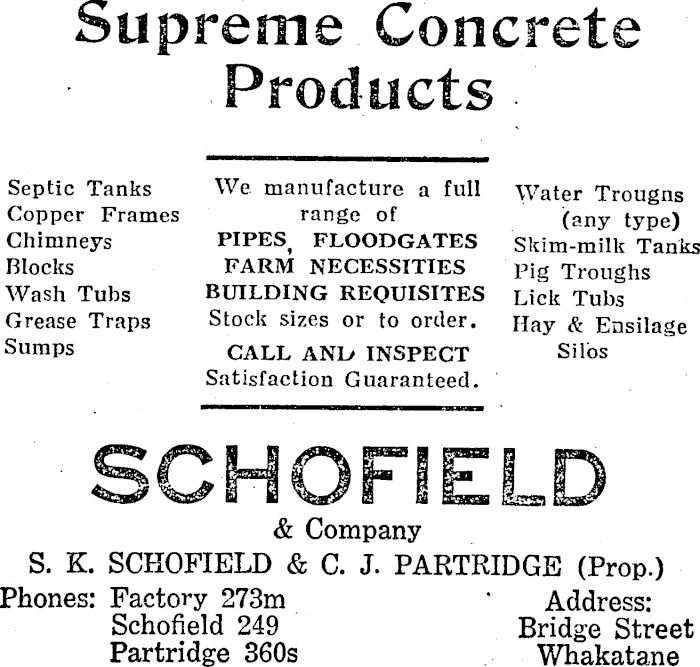 Supreme Concrete
Products
Septic Tanks
Copper Frames
Chimneys
Blocks
Wash Tubs
Grease Traps
Sumps
We manufacture a full
range of
PIPES, FLOODGATES
FARM NECESSITIES
BUILDING REQUISITES
Stock sizes or to order.
CALL AND INSPECT
Satisfaction Guaranteed.
Water Troughs
(any type)
Skim-milk Tanks
Pig Troughs
Lick Tubs
Hay & Ensilage
Silos
SCHOFIELD
& Company
S. K. SCHOFIELD & C. J. PARTRIDGE (Prop.)
Phones: Factory 273m
Schofield 249
Partridge 360s
Address:
Bridge Street
Whakatane